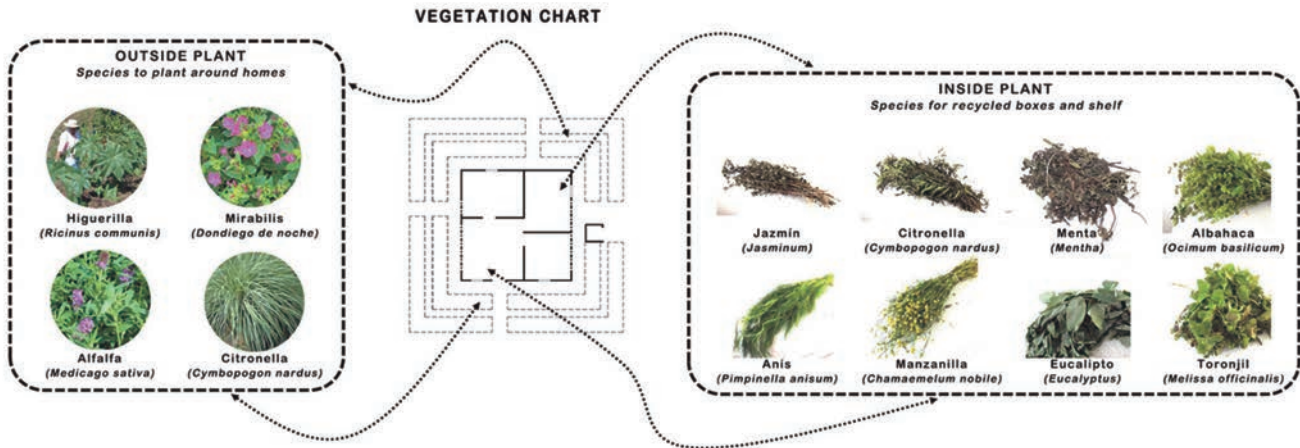 VEGETATION CHART
OUTSIDE PLANT
Species to plant around homes
Higuerilla
(Ricinus communis)
Mirabilis
(Dondiego de noche)
Alfalfa
(Medicago sativa)
Citronella
(Cymbopogon nardus)
INSIDE PLANT
Species for recycled boxes and shelf
Jazmín
(Jasminum)
Citronella
(Cymbopogon nardus)
Menta
(Mentha)
Albahaca
(Ocimum basilicum)
Anís
(Pimpinella anisum)
Manzanilla
(Chamaemelum nobile)
Eucalipto
(Eucalyptus)
Toronjil
(Melissa officinalis)